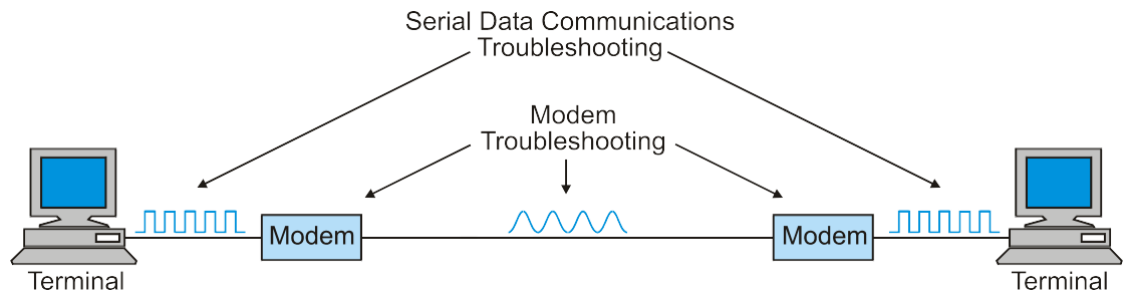 Serial Data Communications
Troubleshooting
Modem
Troubleshooting
Modem
Modem
Terminal
Terminal